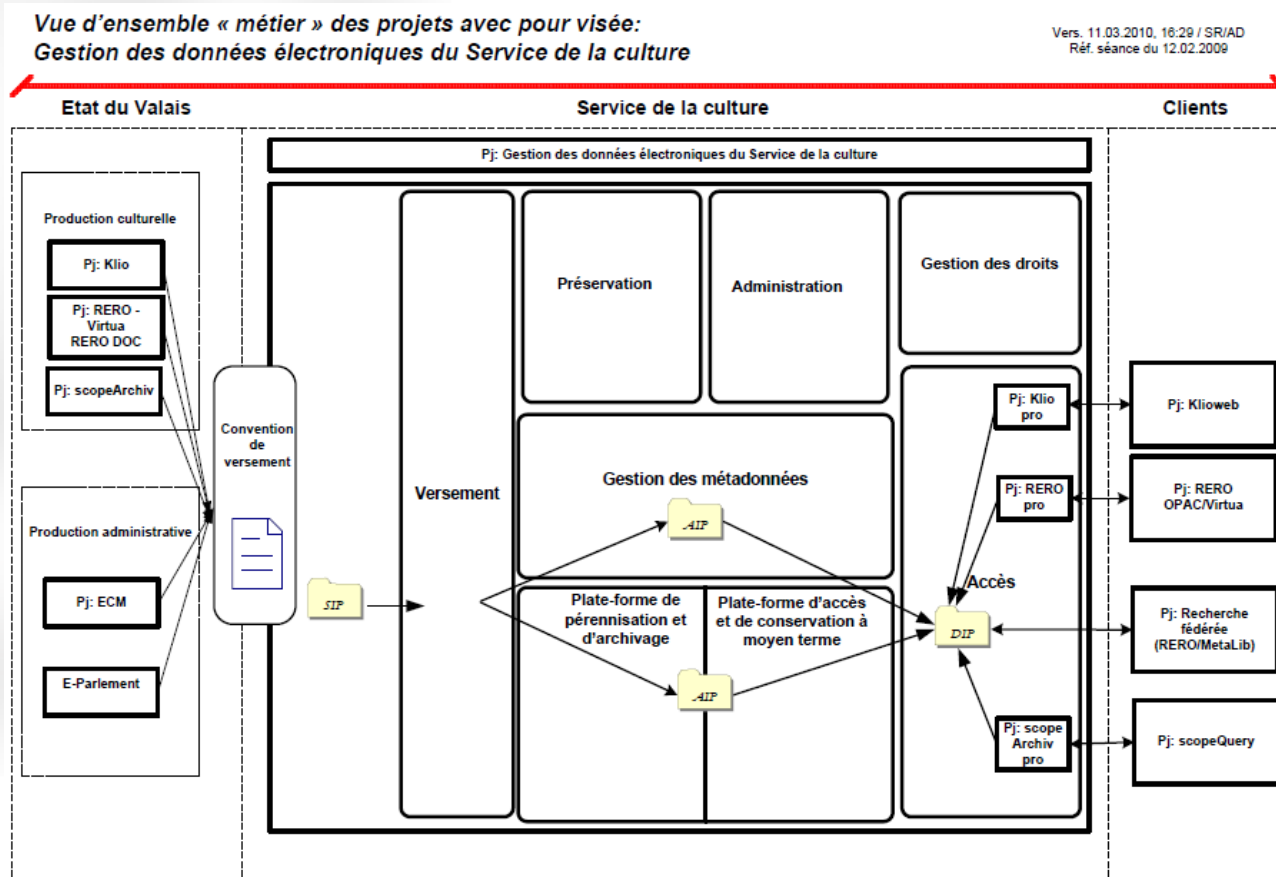 Vue d'ensemble « métier » des projets avec pour visée:
Gestion des données électroniques du Service de la culture
Vers. 11.03.2010, 16:29 / SR/AD
Réf. séance du 12.02.2009
Etat du Valais
Service de la culture
Clients
Pj: Gestion des données électroniques du Service de la culture
Production culturelle
Pj: Klio
Pj: RERO -
Virtua
RERO DOC
Pj: scopeArchiv
Production administrative
Pj: ECM
E-Parlement
Convention
de
versement
SIP
Versement
Préservation
Administration
Gestion des droits
Gestion des métadonnées
AIP
Plate-forme de
pérennisation et
d'archivage
Plate-forme d'accès
et de conservation à
moyen terme
AIP
Pj: Klio
pro
Pj: RERO
pro
Accès
DIP
Pj: scope
Archiv
pro
Pj: Klioweb
Pj: RERO
OPAC/Virtua
Pj: Recherche
fédérée
(RERO/MetaLib)
Pj: scopeQuery